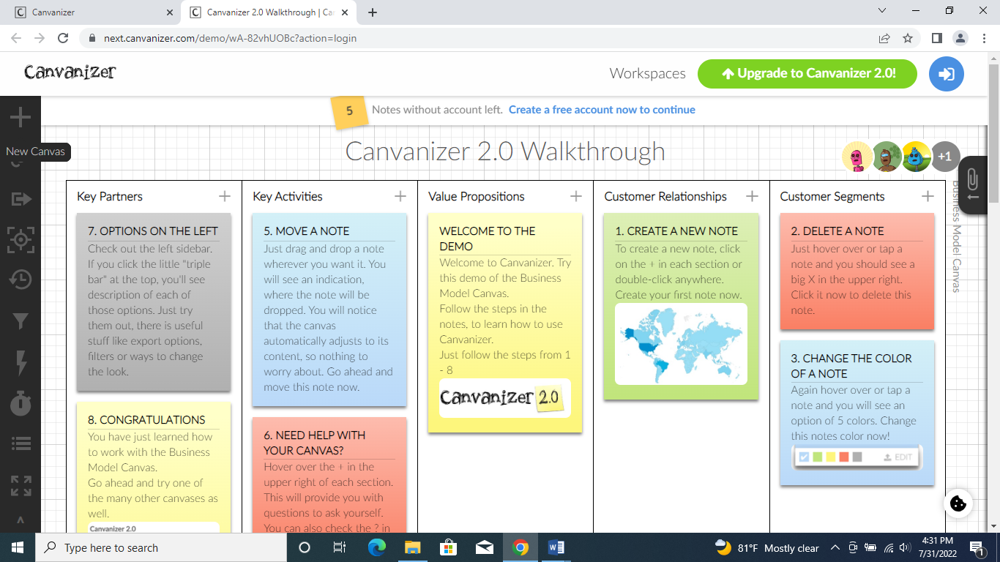 Canvanizer
Canvanizer 2.0 Walkthrough | Ca
next.canvanizer.com/demo/wA-82vhUOBc?action=login
Canvanizer
Workspaces
Upgrade to Canvanizer 2.0!
5
Notes without account left. Create a free account now to continue
New Canvas
Canvanizer 2.0 Walkthrough
+1
Business Model Canvas
Key Partners
7. OPTIONS ON THE LEFT
Check out the left sidebar.
If you click the little "triple
bar" at the top, you'll see
description of each of
those options. Just try
them out, there is useful
stuff like export options,
filters or ways to change
the look.
8. CONGRATULATIONS
You have just learned how
to work with the Business
Model Canvas.
Go ahead and try one of
the many other canvases as
well.
Canvanizer 2.0
Key Activities
5. MOVE A NOTE
Just drag and drop a note
wherever you want it. You
will see an indication,
where the note will be
dropped. You will notice
that the canvas
automatically adjusts to its
content, so nothing to
worry about. Go ahead and
move this note now.
6. NEED HELP WITH
YOUR CANVAS?
Hover over the + in the
upper right of each section.
This will provide you with
questions to ask yourself.
You can also check the ? in
Value Propositions
WELCOME TO THE
DEMO
Welcome to Canvanizer. Try
this demo of the Business
Model Canvas.
Follow the steps in the
notes, to learn how to use
Canvanizer.
Just follow the steps from 1
- 8
Canvanizer 2.0
Customer Relationships
1. CREATE A NEW NOTE
To create a new note, click
on the + in each section or
double-click anywhere.
Create your first note now.
Customer Segments
2. DELETE A NOTE
Just hover over or tap a
note and you should see a
big X in the upper right.
Click it now to delete this
note.
3. CHANGE THE COLOR
OF A NOTE
Again hover over or tap a
note and you will see an
option of 5 colors. Change
this notes color now!
EDIT
Type here to search
81°F Mostly clear
4:31 PM
7/31/2022
1